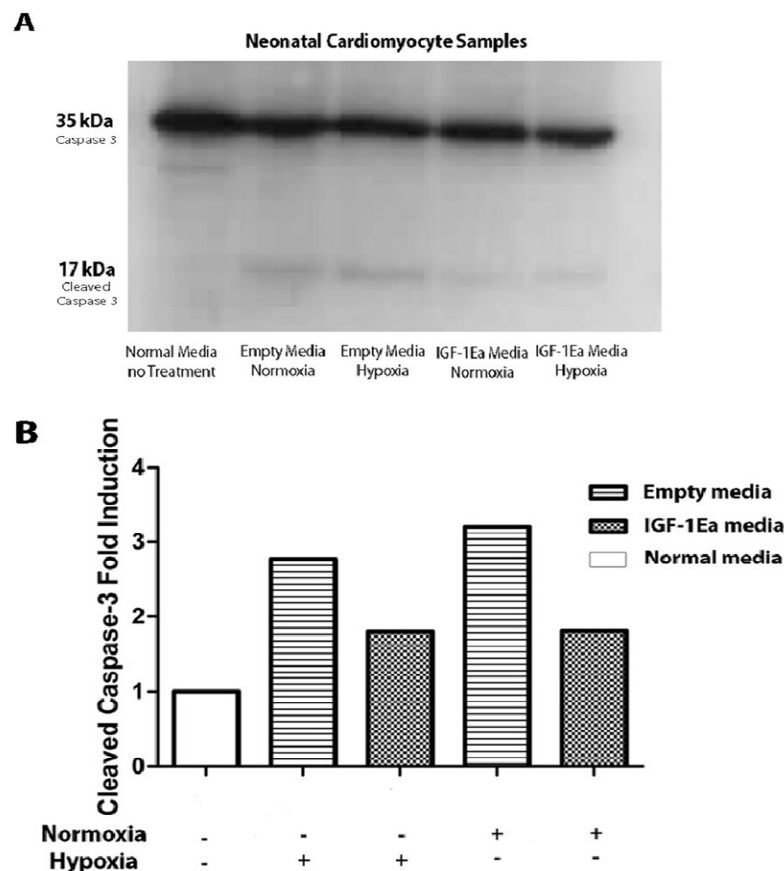 A
Neonatal Cardiomyocyte Samples
35 kDa
Caspase 3
17 kDa
Cleaved
Caspase 3
Normal Media
no Treatment
Empty Media
Normoxia
Empty Media
Hypoxia
IGF-1Ea Media
Normoxia
IGF-1Ea Media
Hypoxia
B
Cleaved Caspase-3 Fold Induction
4
3
2
1
0
Empty media
IGF-1Ea media
Normal media
Normoxia - - - + +
Hypoxia - + + - -